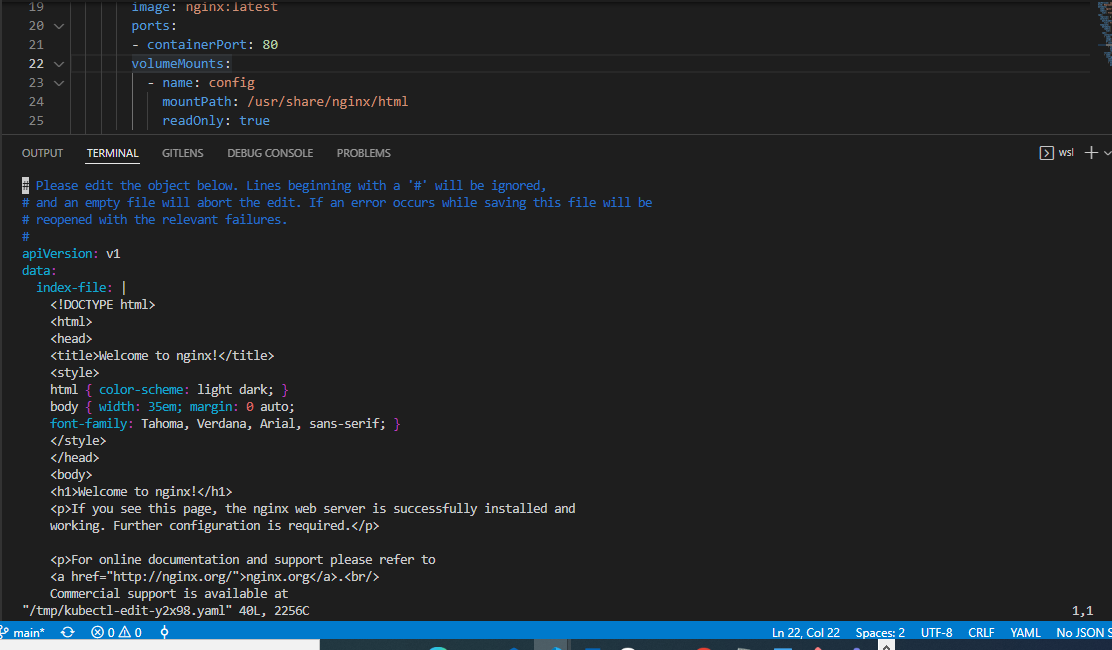 19 image: nginx:latest
20 ports:
21 - containerPort: 80
22 volumeMounts:
23 - name: config
24 mountPath: /usr/share/nginx/html
25 readOnly: true
OUTPUT TERMINAL GITLENS DEBUG CONSOLE PROBLEMS wsl
# Please edit the object below. Lines beginning with a '#' will be ignored,
# and an empty file will abort the edit. If an error occurs while saving this file will be
# reopened with the relevant failures.
#
apiVersion: v1
data:
index-file: |
<!DOCTYPE html>
<html>
<head>
<title>Welcome to nginx!</title>
<style>
html { color-scheme: light dark; }
body { width: 35em; margin: 0 auto;
font-family: Tahoma, Verdana, Arial, sans-serif; }
</style>
</head>
<body>
<h1>Welcome to nginx!</h1>
<p>If you see this page, the nginx web server is successfully installed and
working. Further configuration is required.</p>
<p>For online documentation and support please refer to
<a href="http://nginx.org/">nginx.org</a>.<br/>
Commercial support is available at
"/tmp/kubectl-edit-y2x98.yaml" 40L, 2256C 1,1
main* 0 0 Ln 22, Col 22 Spaces: 2 UTF-8 CRLF YAML No JSON S